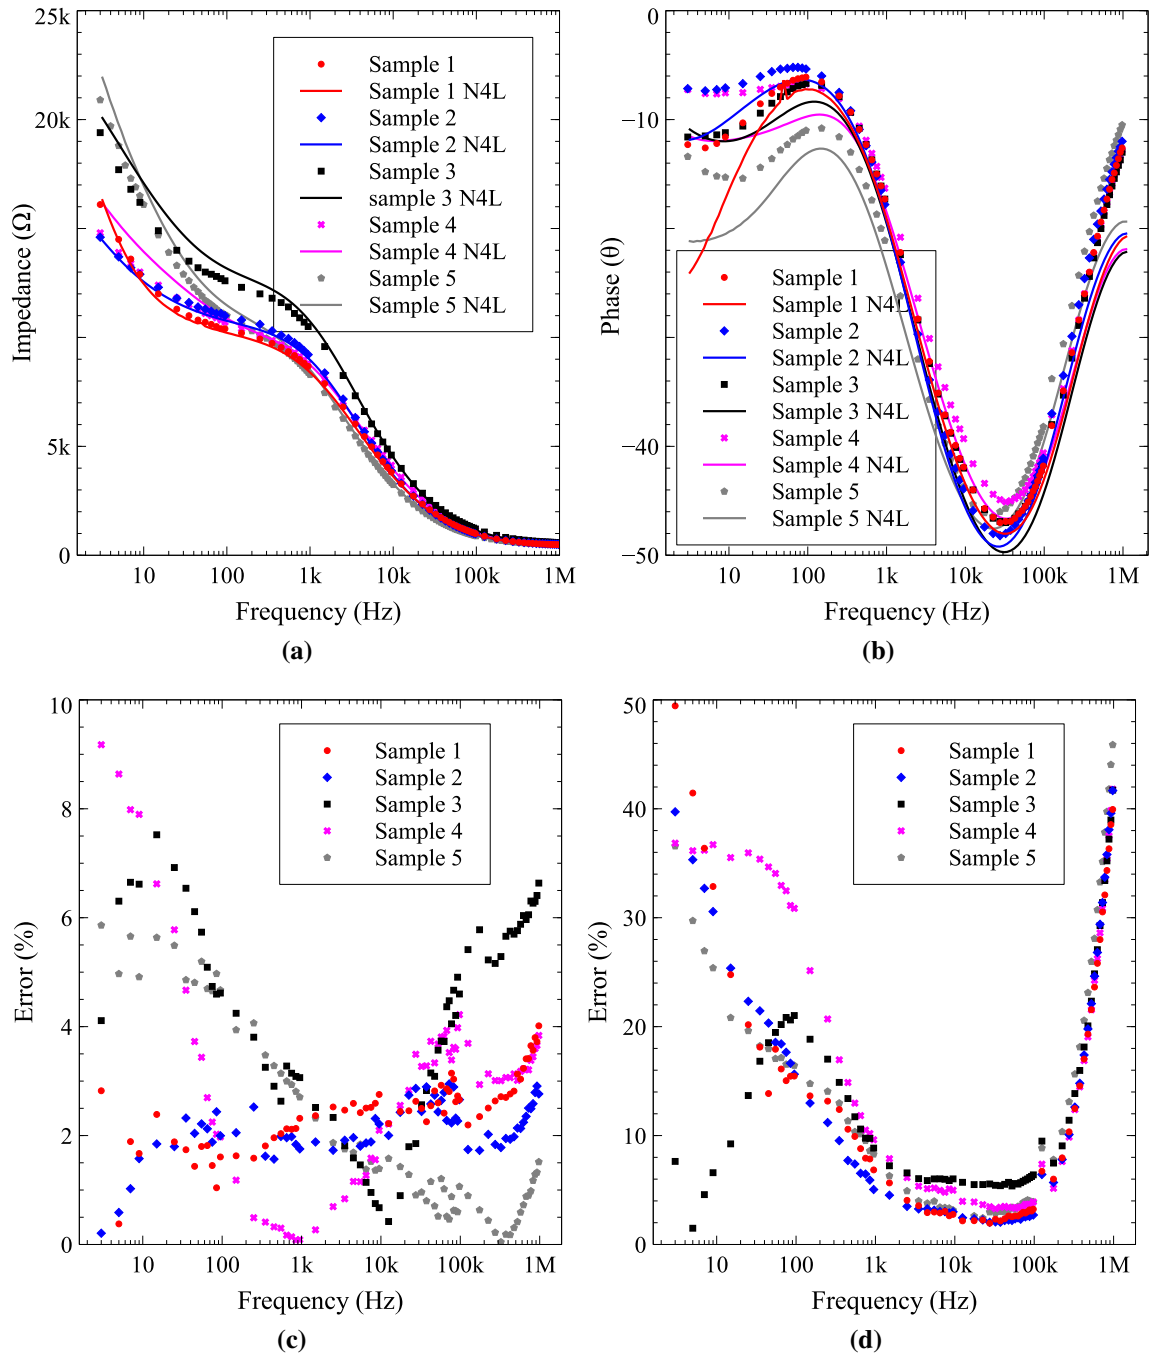 (a)
Impedance (Ω)
25k
20k
5k
0
10 100 1k 10k 100k 1M
Frequency (Hz)
Sample 1
Sample 1 N4L
Sample 2
Sample 2 N4L
Sample 3
sample 3 N4L
Sample 4
Sample 4 N4L
Sample 5
Sample 5 N4L
(b)
Phase (θ)
0
−10
−40
−50
10 100 1k 10k 100k 1M
Frequency (Hz)
Sample 1
Sample 1 N4L
Sample 2
Sample 2 N4L
Sample 3
Sample 3 N4L
Sample 4
Sample 4 N4L
Sample 5
Sample 5 N4L
(c)
Error (%)
10
8
6
4
2
0
10 100 1k 10k 100k 1M
Frequency (Hz)
Sample 1
Sample 2
Sample 3
Sample 4
Sample 5
(d)
Error (%)
50
40
30
20
10
0
10 100 1k 10k 100k 1M
Frequency (Hz)
Sample 1
Sample 2
Sample 3
Sample 4
Sample 5